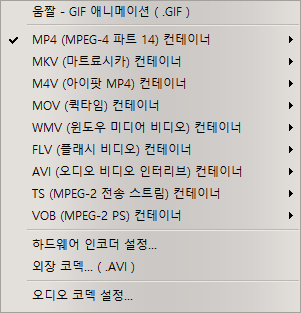 움짤 - GIF 애니메이션 ( .GIF )
MP4 (MPEG-4 파트 14) 컨테이너
MKV (마트료시카) 컨테이너
M4V (아이팟 MP4) 컨테이너
MOV (퀵타임) 컨테이너
WMV (윈도우 미디어 비디오) 컨테이너
FLV (플래시 비디오) 컨테이너
AVI (오디오 비디오 인터리브) 컨테이너
TS (MPEG-2 전송 스트림) 컨테이너
VOB (MPEG-2 PS) 컨테이너
하드웨어 인코더 설정...
외장 코덱... ( .AVI )
오디오 코덱 설정...